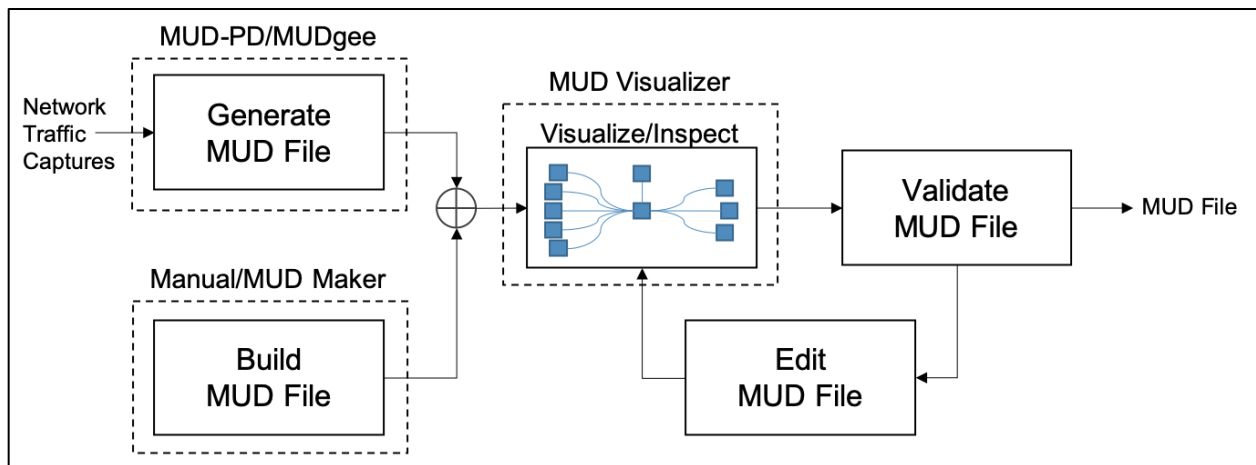 MUD-PD/MUDgee
Network
Traffic
Captures
Generate
MUD File
Manual/MUD Maker
Build
MUD File
MUD Visualizer
Visualize/Inspect
Validate
MUD File
MUD File
Edit
MUD File